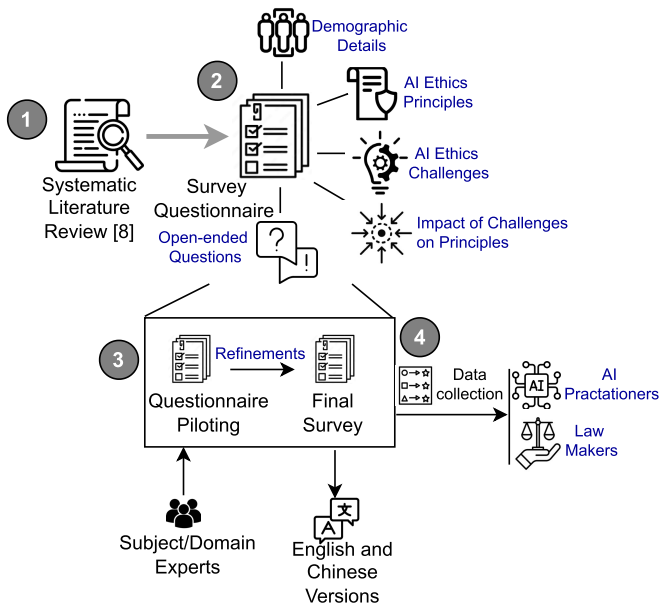 Demographic
Details
2
1
AI Ethics
Principles
AI Ethics
Challenges
Systematic
Literature
Review [8]
Survey
Questionnaire
Impact of Challenges
on Principles
Open-ended
Questions
?
!
3
4
Refinements
Questionnaire
Piloting
Final
Survey
Data
collection
AI
AI
Practationers
Law
Makers
文
A
Subject/Domain
Experts
English and
Chinese
Versions